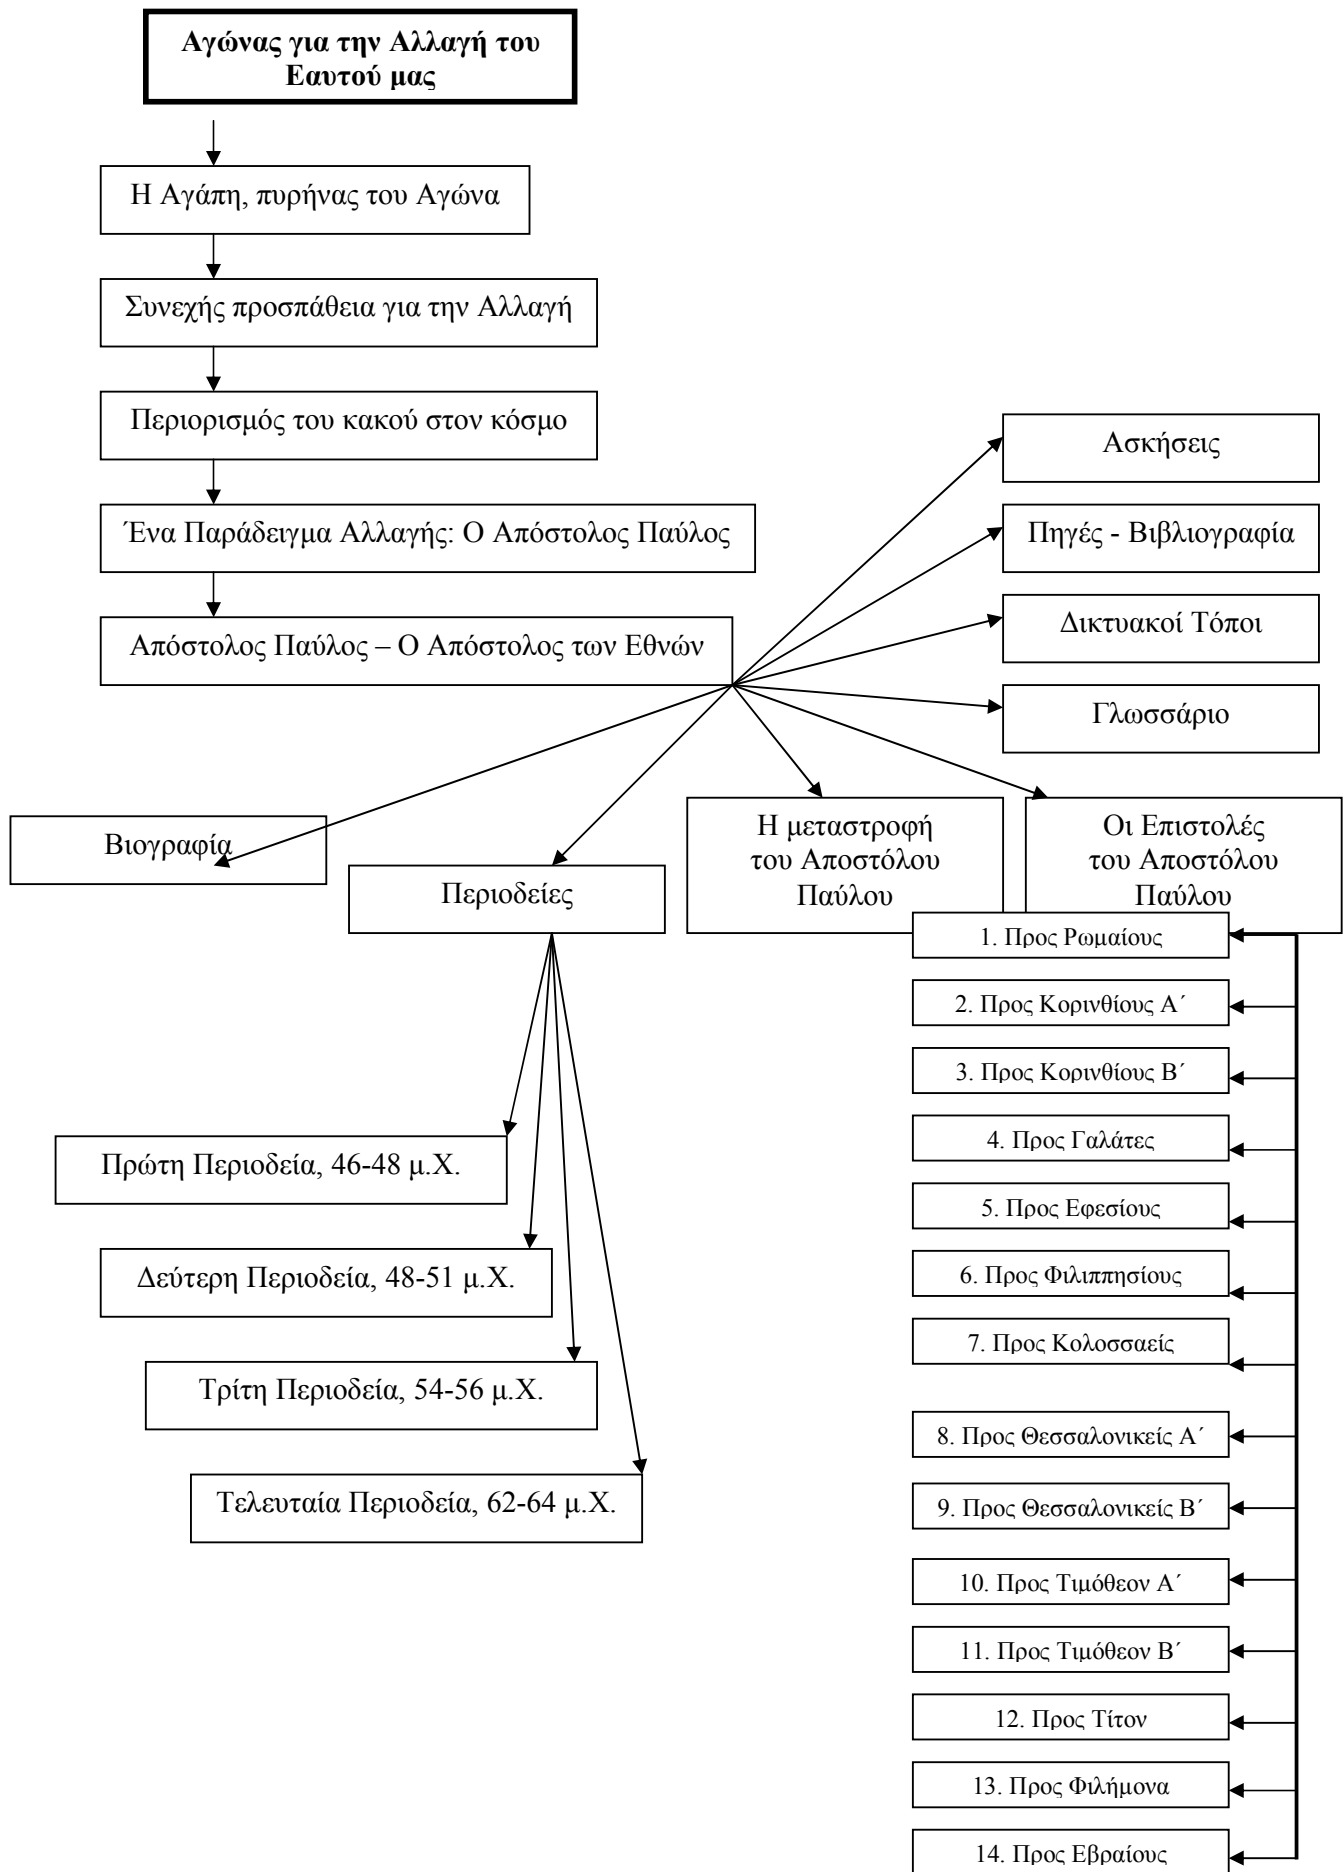 Αγώνας για την Αλλαγή του
Εαυτού μας
Η Αγάπη, πυρήνας του Αγώνα
Συνεχής προσπάθεια για την Αλλαγή
Περιορισμός του κακού στον κόσμο
Ένα Παράδειγμα Αλλαγής: Ο Απόστολος Παύλος
Απόστολος Παύλος – Ο Απόστολος των Εθνών
Ασκήσεις
Πηγές - Βιβλιογραφία
Δικτυακοί Τόποι
Γλωσσάριο
Βιογραφία
Περιοδείες
Η μεταστροφή
του Αποστόλου
Παύλου
Οι Επιστολές
του Αποστόλου
Παύλου
Πρώτη Περιοδεία, 46-48 μ.Χ.
Δεύτερη Περιοδεία, 48-51 μ.Χ.
Τρίτη Περιοδεία, 54-56 μ.Χ.
Τελευταία Περιοδεία, 62-64 μ.Χ.
1. Προς Ρωμαίους
2. Προς Κορινθίους Α΄
3. Προς Κορινθίους Β΄
4. Προς Γαλάτες
5. Προς Εφεσίους
6. Προς Φιλιππησίους
7. Προς Κολοσσαείς
8. Προς Θεσσαλονικείς Α΄
9. Προς Θεσσαλονικείς Β΄
10. Προς Τιμόθεον Α΄
11. Προς Τιμόθεον Β΄
12. Προς Τίτον
13. Προς Φιλήμονα
14. Προς Εβραίους